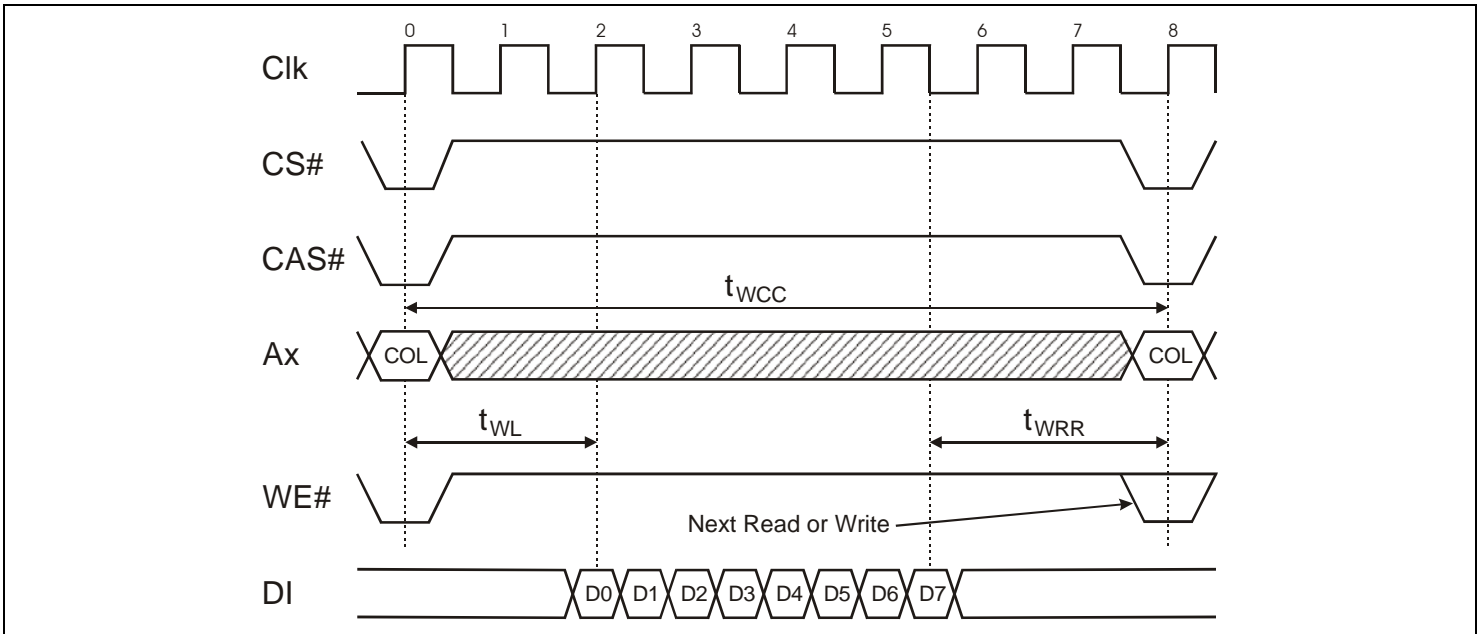 0 1 2 3 4 5 6 7 8
Clk
CS#
CAS#
tWCC
Ax COL COL
tWL tWRR
WE#
Next Read or Write
DI D0 D1 D2 D3 D4 D5 D6 D7